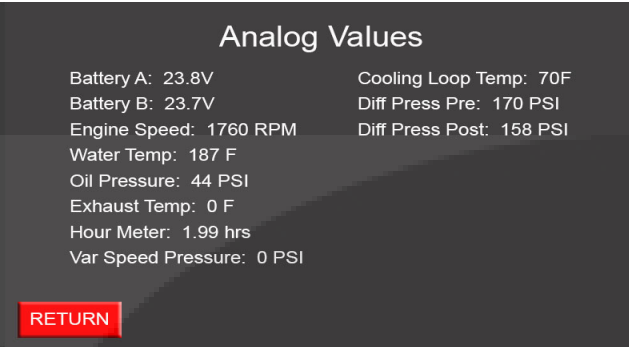 Analog Values
Battery A: 23.8V
Battery B: 23.7V
Engine Speed: 1760 RPM
Water Temp: 187 F
Oil Pressure: 44 PSI
Exhaust Temp: 0 F
Hour Meter: 1.99 hrs
Var Speed Pressure: 0 PSI
Cooling Loop Temp: 70F
Diff Press Pre: 170 PSI
Diff Press Post: 158 PSI
RETURN